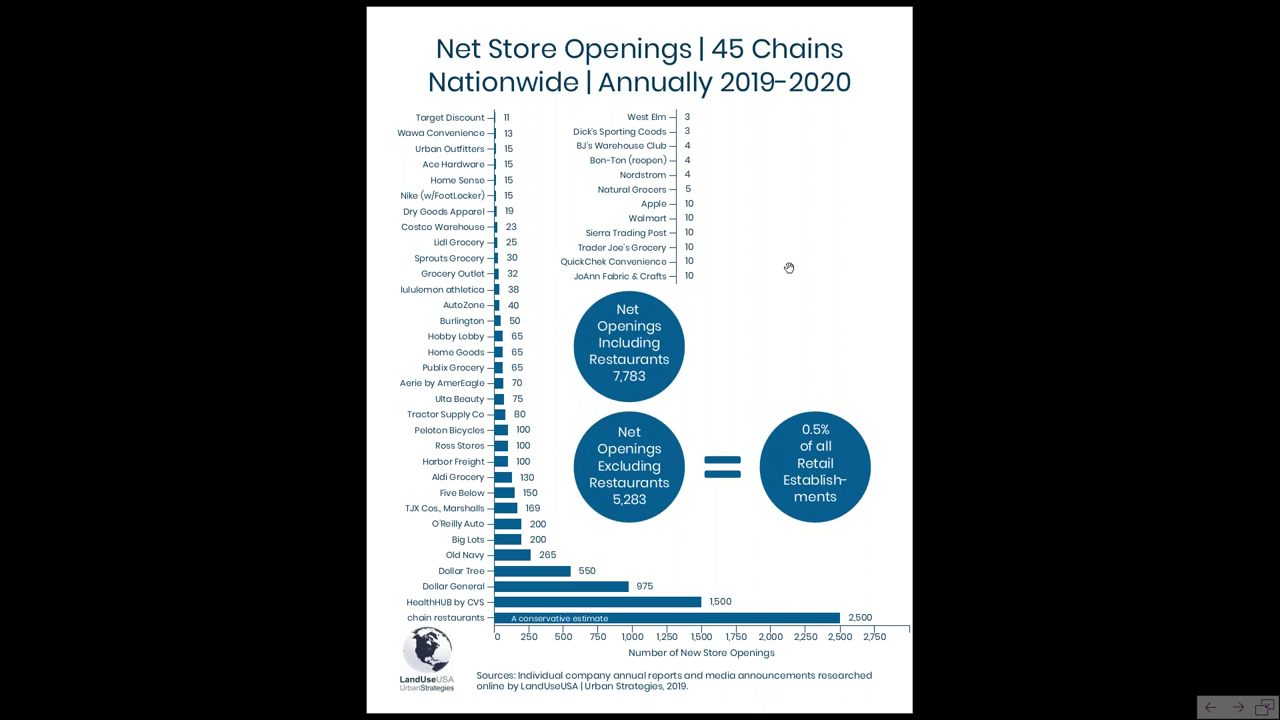 Net Store Openings | 45 Chains
Nationwide | Annually 2019-2020
Target Discount 11
Wawa Convenience 13
Urban Outfitters 15
Ace Hardware 15
Home Sense 15
Nike (w/FootLocker) 15
Dry Goods Apparel 19
Costco Warehouse 23
Lidl Grocery 25
Sprouts Grocery 30
Grocery Outlet 32
lululemon athletica 38
AutoZone 40
Burlington 50
Hobby Lobby 65
Home Goods 65
Publix Grocery 65
Aerie by AmerEagle 70
Ulta Beauty 75
Tractor Supply Co 80
Peloton Bicycles 100
Ross Stores 100
Harbor Freight 100
Aldi Grocery 130
Five Below 150
TJX Cos., Marshalls 169
O'Reilly Auto 200
Big Lots 200
Old Navy 265
Dollar Tree 550
Dollar General 975
HealthHUB by CVS 1,500
chain restaurants A conservative estimate 2,500
0 250 500 750 1,000 1,250 1,500 1,750 2,000 2,250 2,500 2,750
Number of New Store Openings
West Elm 3
Dick's Sporting Goods 3
BJ's Warehouse Club 4
Bon-Ton (reopen) 4
Nordstrom 4
Natural Grocers 5
Apple 10
Walmart 10
Sierra Trading Post 10
Trader Joe's Grocery 10
QuickChek Convenience 10
JoAnn Fabric & Crafts 10
Net
Openings
Including
Restaurants
7,783
Net
Openings
Excluding
Restaurants
5,283
=
0.5%
of all
Retail
Establish-
ments
LandUseUSA
UrbanStrategies
Sources: Individual company annual reports and media announcements researched
online by LandUseUSA | Urban Strategies, 2019.